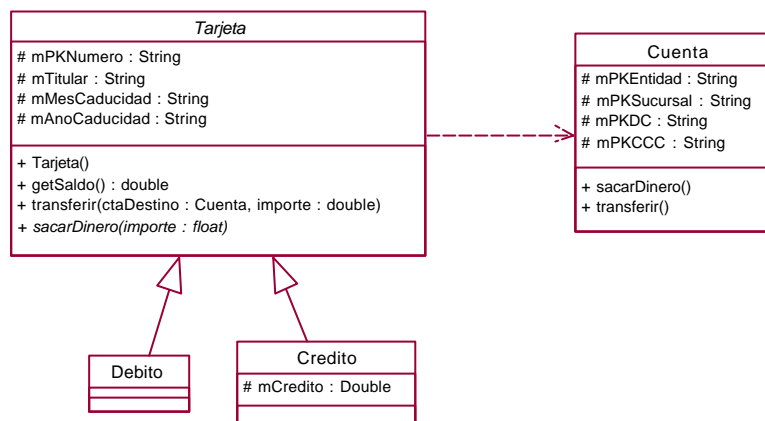 Tarjeta
# mPKNumero : String
# mTitular : String
# mMesCaducidad : String
# mAnoCaducidad : String
+ Tarjeta()
+ getSaldo() : double
+ transferir(ctaDestino : Cuenta, importe : double)
+ sacarDinero(importe : float)
Cuenta
# mPKEntidad : String
# mPKSucursal : String
# mPKDC : String
# mPKCCC : String
+ sacarDinero()
+ transferir()
Debito
Credito
# mCredito : Double